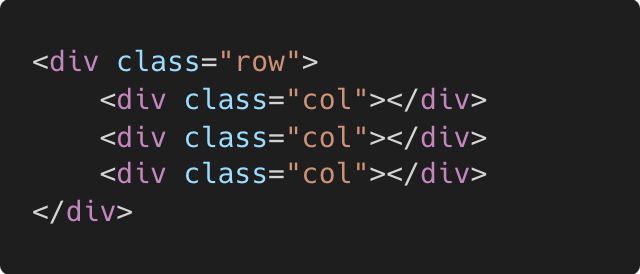 <div class="row">
    <div class="col"></div>
    <div class="col"></div>
    <div class="col"></div>
</div>